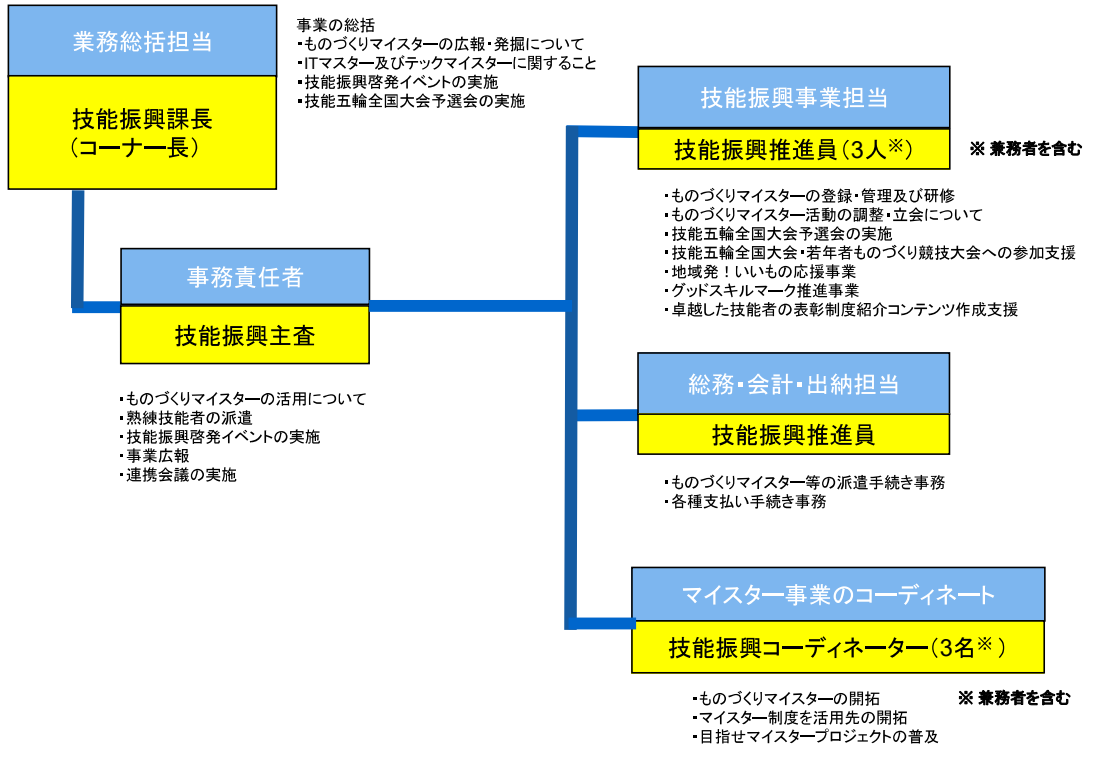 業務総括担当
技能振興課長
(コーナー長)
事業の総括
・ものづくりマイスターの広報・発掘について
・ITマスター及びテックマイスターに関すること
・技能振興啓発イベントの実施
・技能五輪全国大会予選会の実施
事務責任者
技能振興主査
・ものづくりマイスターの活用について
・熟練技能者の派遣
・技能振興啓発イベントの実施
・事業広報
・連携会議の実施
技能振興事業担当
技能振興推進員(3人※)
※ 兼務者を含む
・ものづくりマイスターの登録・管理及び研修
・ものづくりマイスター活動の調整・立会について
・技能五輪全国大会予選会の実施
・技能五輪全国大会・若年者ものづくり競技大会への参加支援
・地域発！いいもの応援事業
・グッドスキルマーク推進事業
・卓越した技能者の表彰制度紹介コンテンツ作成支援
総務・会計・出納担当
技能振興推進員
・ものづくりマイスター等の派遣手続き事務
・各種支払い手続き事務
マイスター事業のコーディネート
技能振興コーディネーター(3名※)
※ 兼務者を含む
・ものづくりマイスターの開拓
・マイスター制度を活用先の開拓
・目指せマイスタープロジェクトの普及